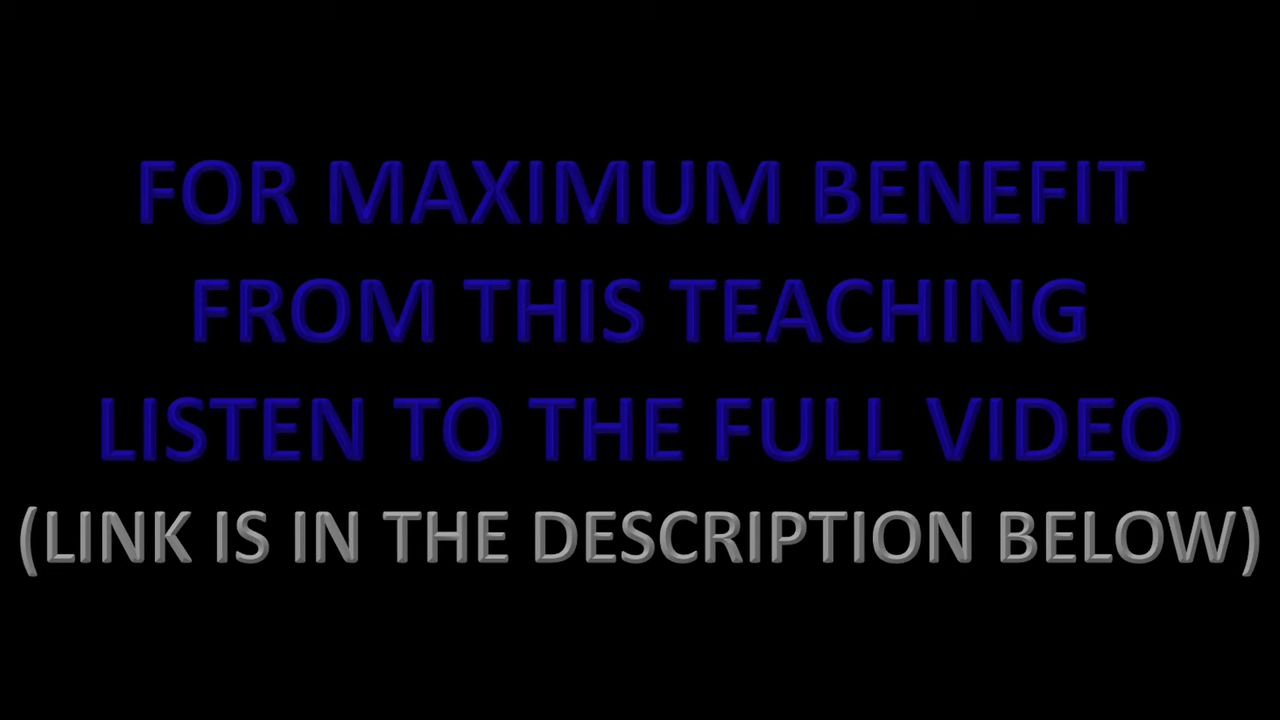 FOR MAXIMUM BENEFIT
FROM THIS TEACHING
LISTEN TO THE FULL VIDEO
(LINK IS IN THE DESCRIPTION BELOW)